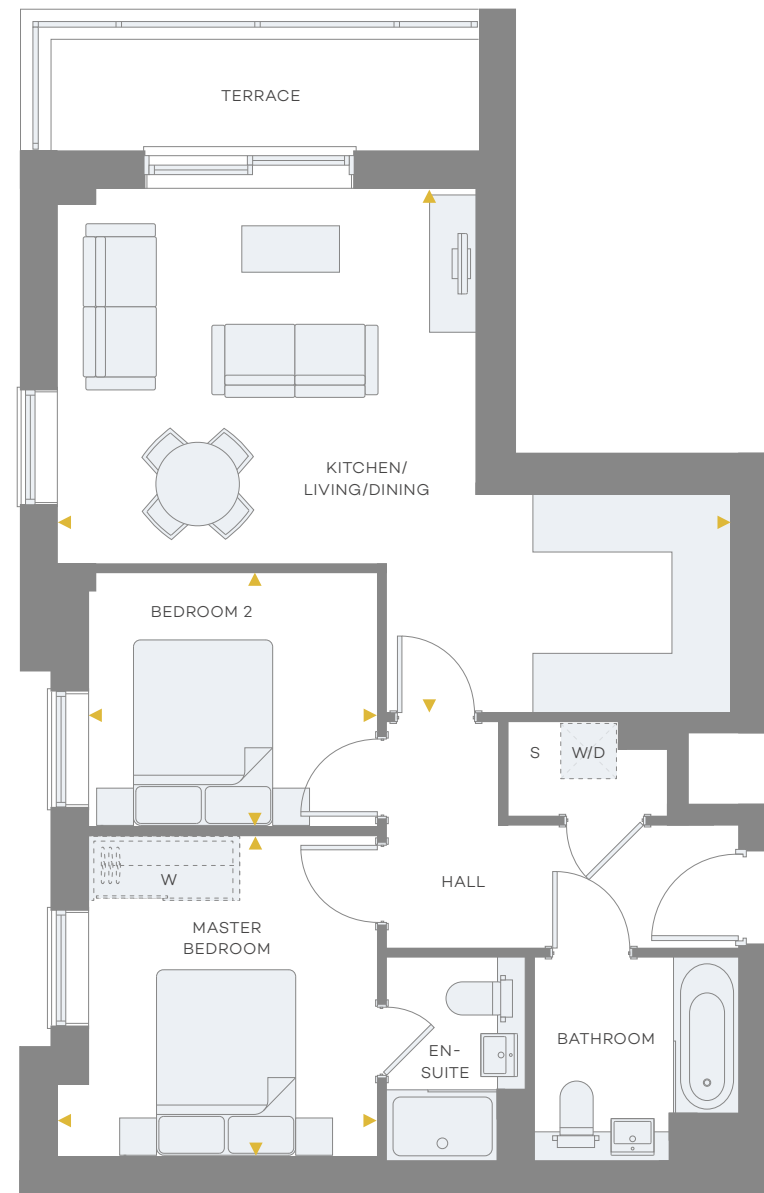 TERRACE
KITCHEN/
LIVING/DINING
BEDROOM 2
S
W/D
W
HALL
MASTER
BEDROOM
EN-
SUITE
BATHROOM